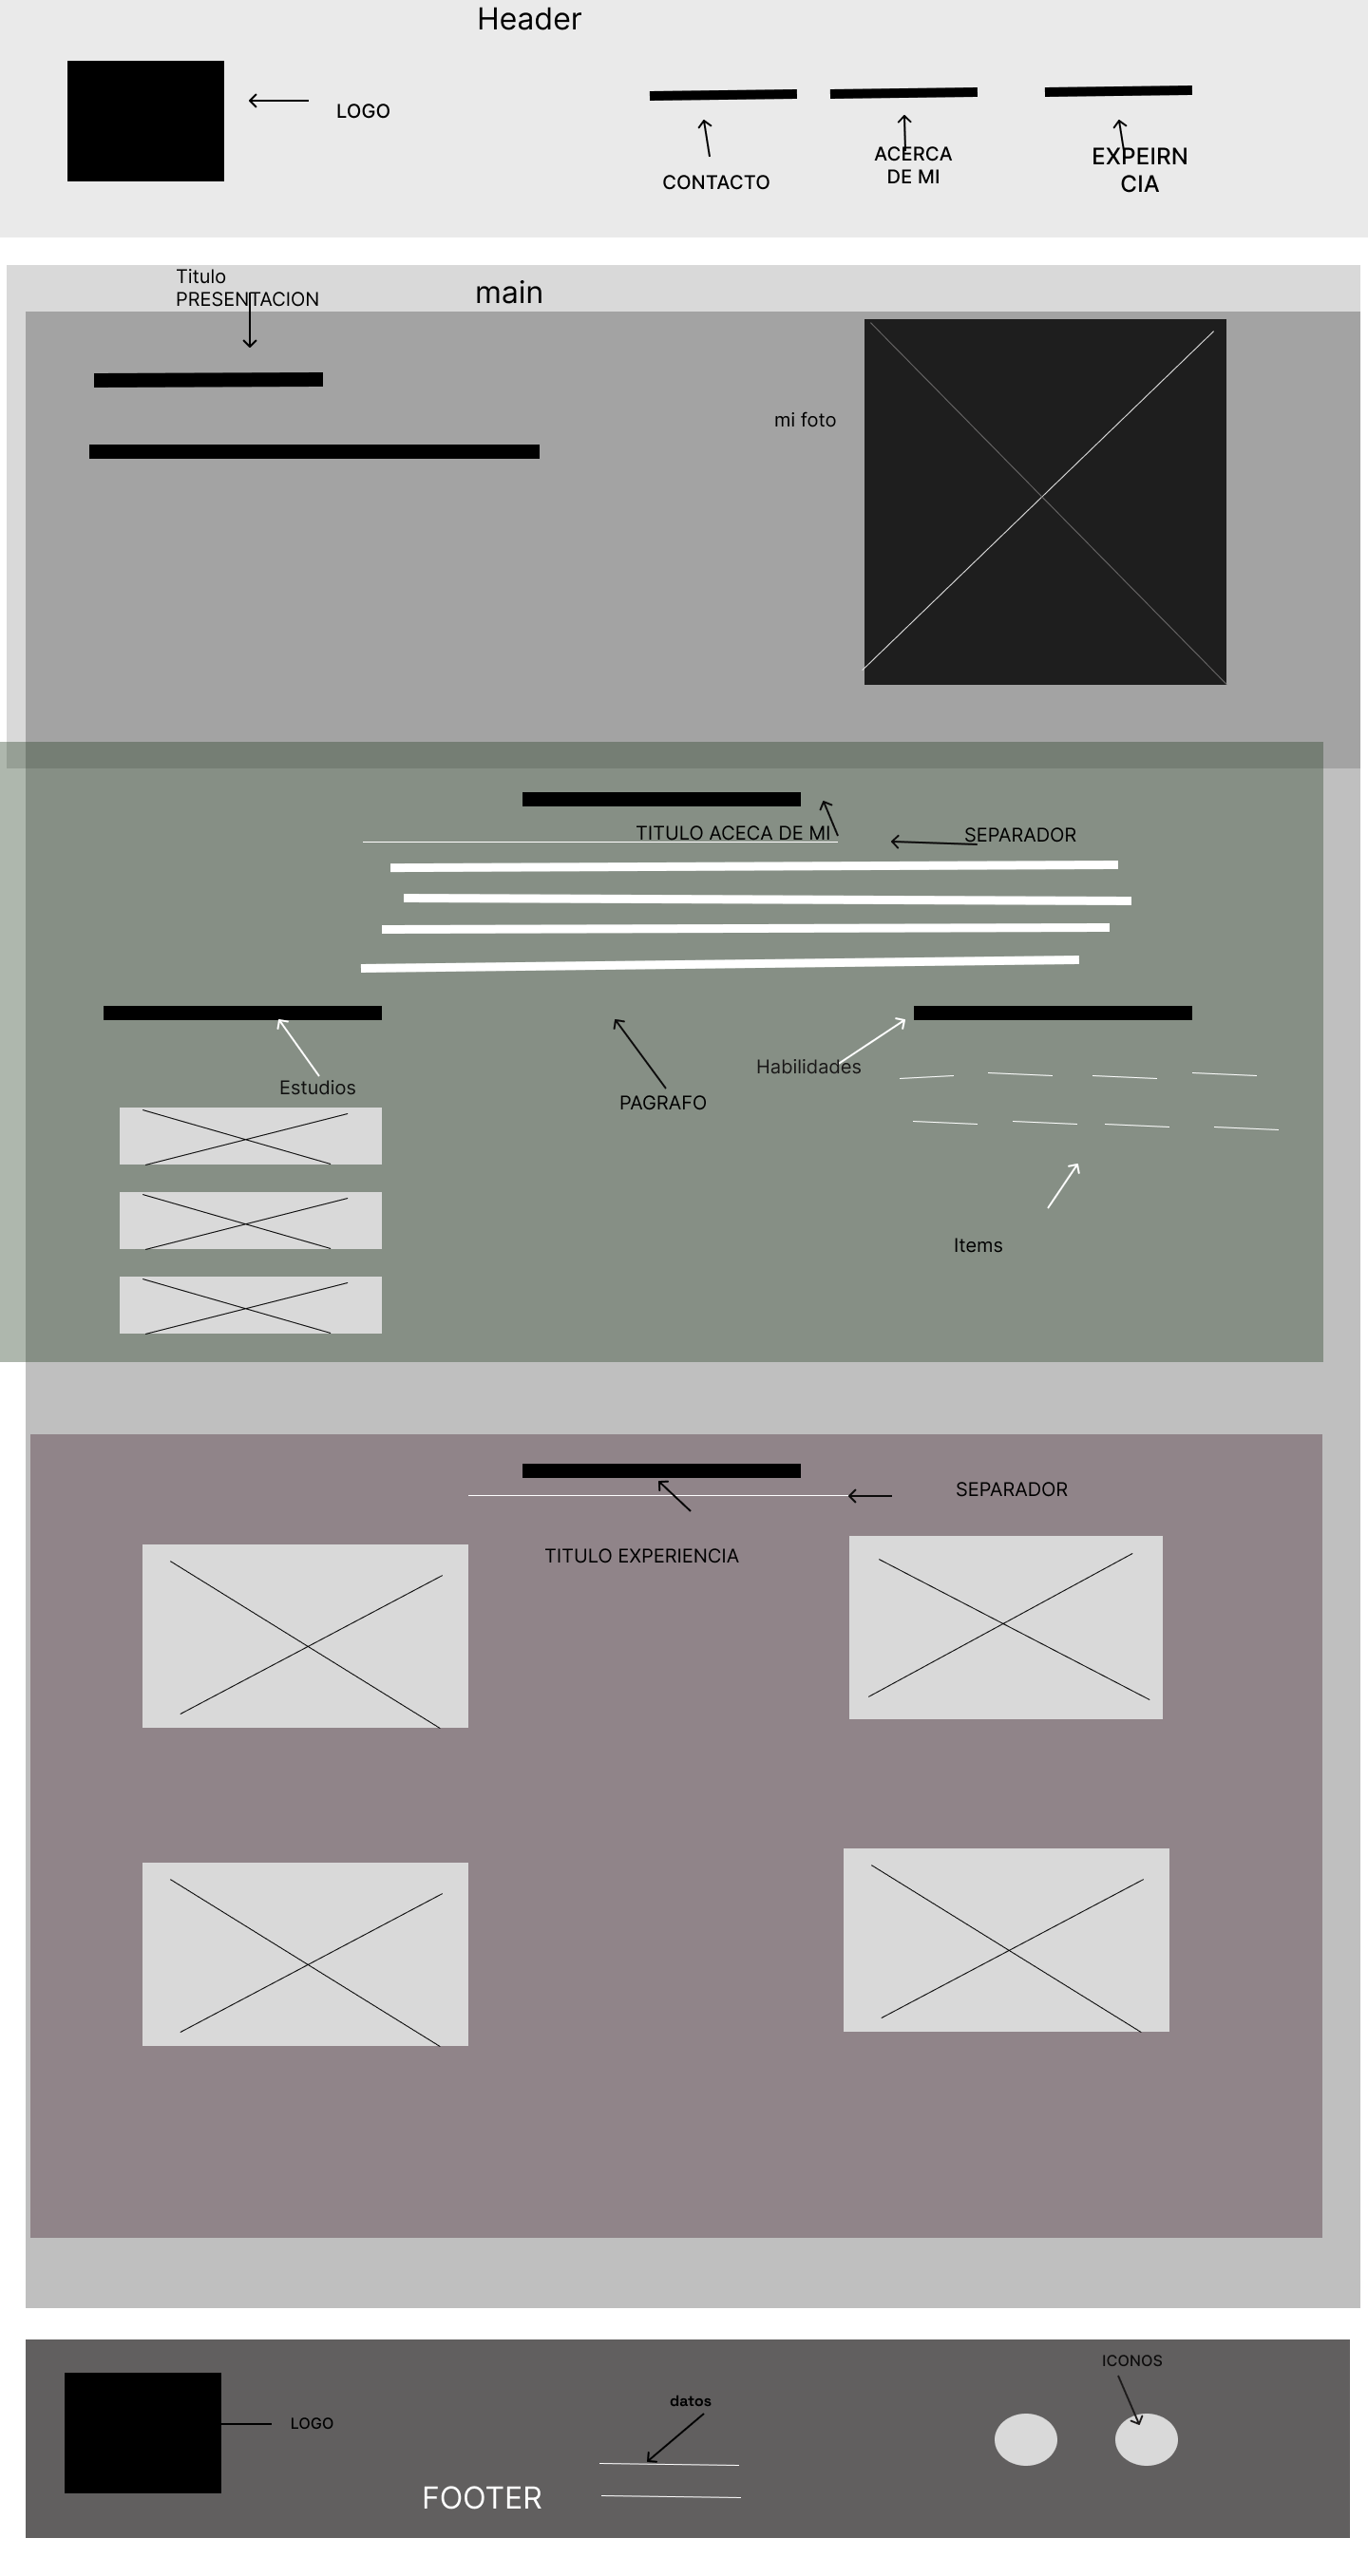 Header
LOGO
CONTACTO
ACERCA
DE MI
EXPEIRN
CIA
Titulo
PRESENTACION
main
mi foto
TITULO ACECA DE MI
SEPARADOR
Estudios
PAGRAFO
Habilidades
Items
SEPARADOR
TITULO EXPERIENCIA
ICONOS
datos
LOGO
FOOTER